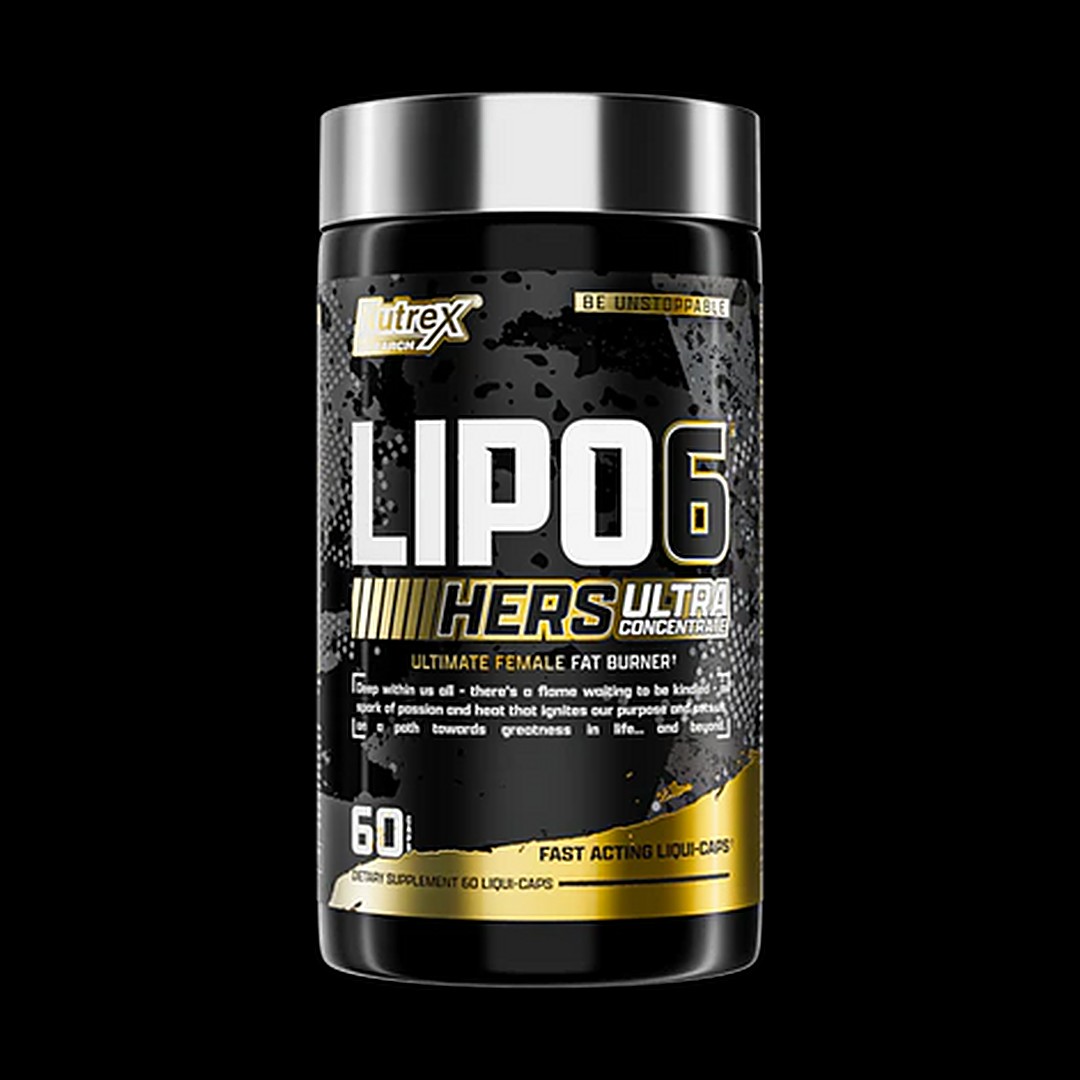 Nutrex
BE UNSTOPPABLE
LIPO6
HERS ULTRA
CONCENTRATE
ULTIMATE FEMALE FAT BURNER†
Deep within us all - there's a flame waiting to be kindled - a
spark of passion and heat that ignites our purpose and pursuit
on a path towards greatness in life... and beyond.
60
FAST ACTING LIQUI-CAPS
DIETARY SUPPLEMENT 60 LIQUI-CAPS